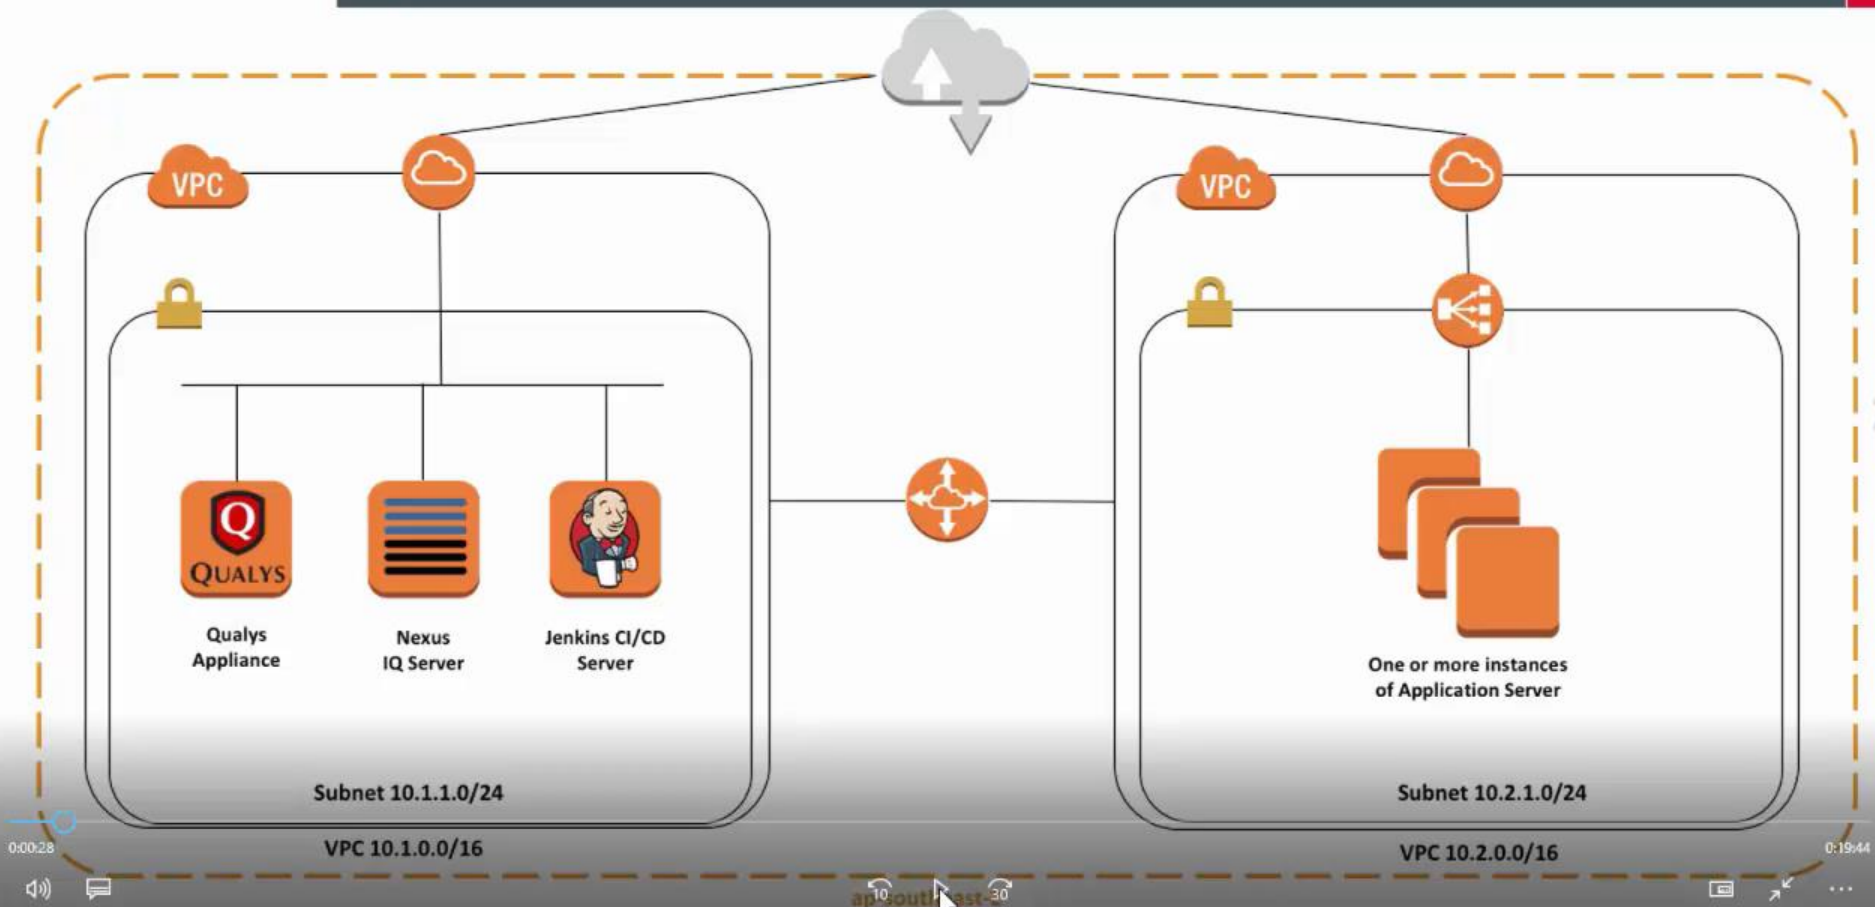 VPC
VPC
Q
QUALYS
Qualys
Appliance
Nexus
IQ Server
Jenkins CI/CD
Server
One or more instances
of Application Server
Subnet 10.1.1.0/24
Subnet 10.2.1.0/24
VPC 10.1.0.0/16
VPC 10.2.0.0/16
0:00:28
0:19:44
10
30